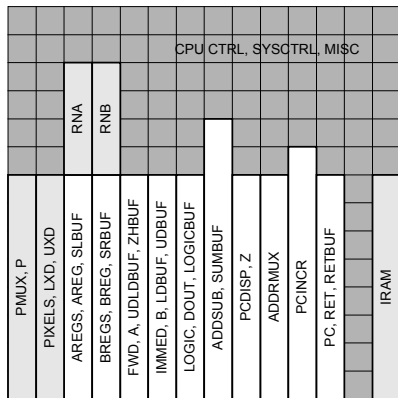 CPU CTRL, SYSCTRL, MISC
RNA
RNB
PMUX, P
PIXELS, LXD, UXD
AREGS, AREG, SLBUF
BREGS, BREG, SRBUF
FWD, A, UDLDBUF, ZHBUF
IMMED, B, LDBUF, UDBUF
LOGIC, DOUT, LOGICBUF
ADDSUB, SUMBUF
PCDISP, Z
ADDRMUX
PCINCR
PC, RET, RETBUF
IRAM